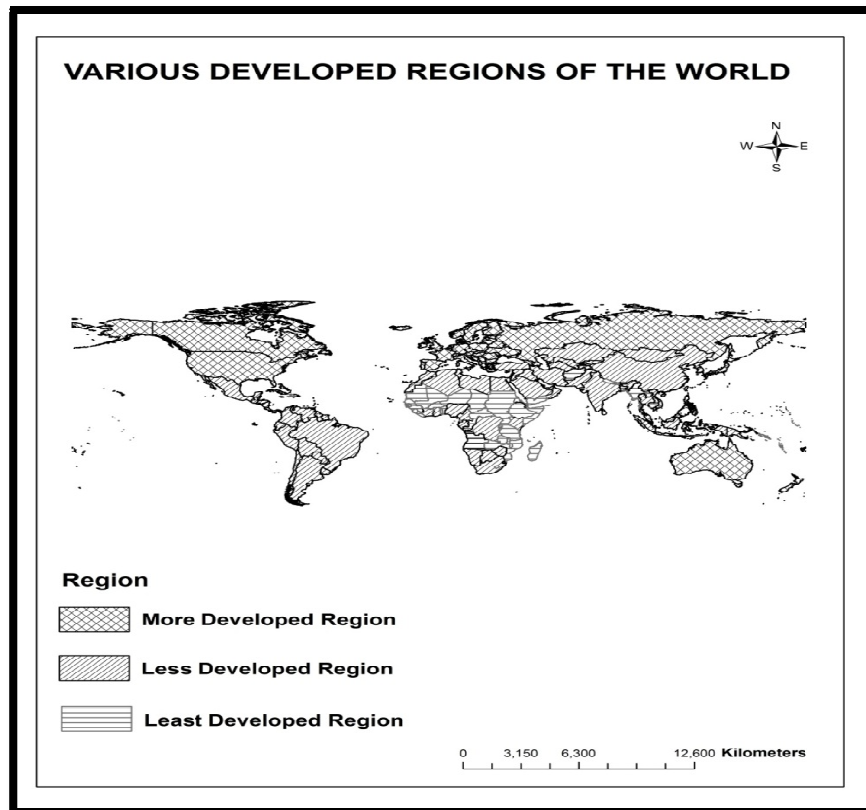 VARIOUS DEVELOPED REGIONS OF THE WORLD
N
W E
S
Region
More Developed Region
Less Developed Region
Least Developed Region
0 3,150 6,300 12,600 Kilometers